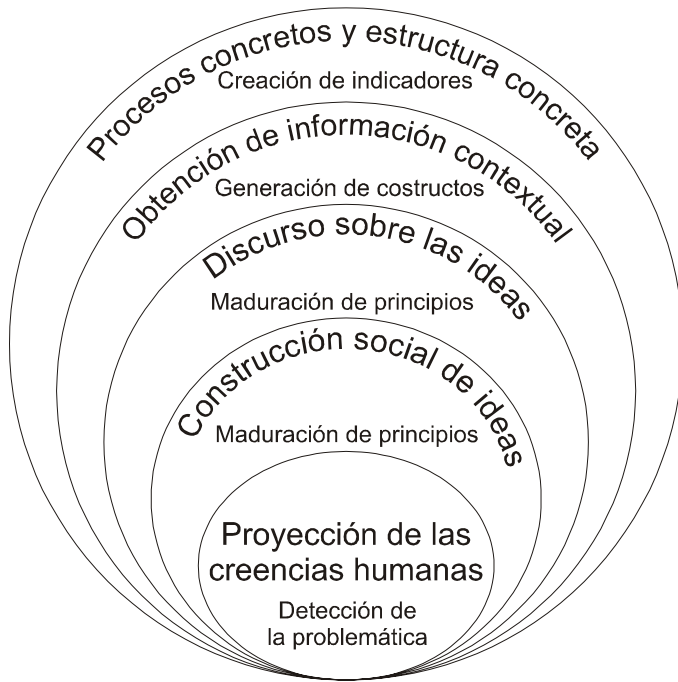 Procesos concretos y estructura concreta
Creación de indicadores
Obtención de información contextual
Generación de costructos
Discurso sobre las ideas
Maduración de principios
Construcción social de ideas
Maduración de principios
Proyección de las
creencias humanas
Detección de
la problemática